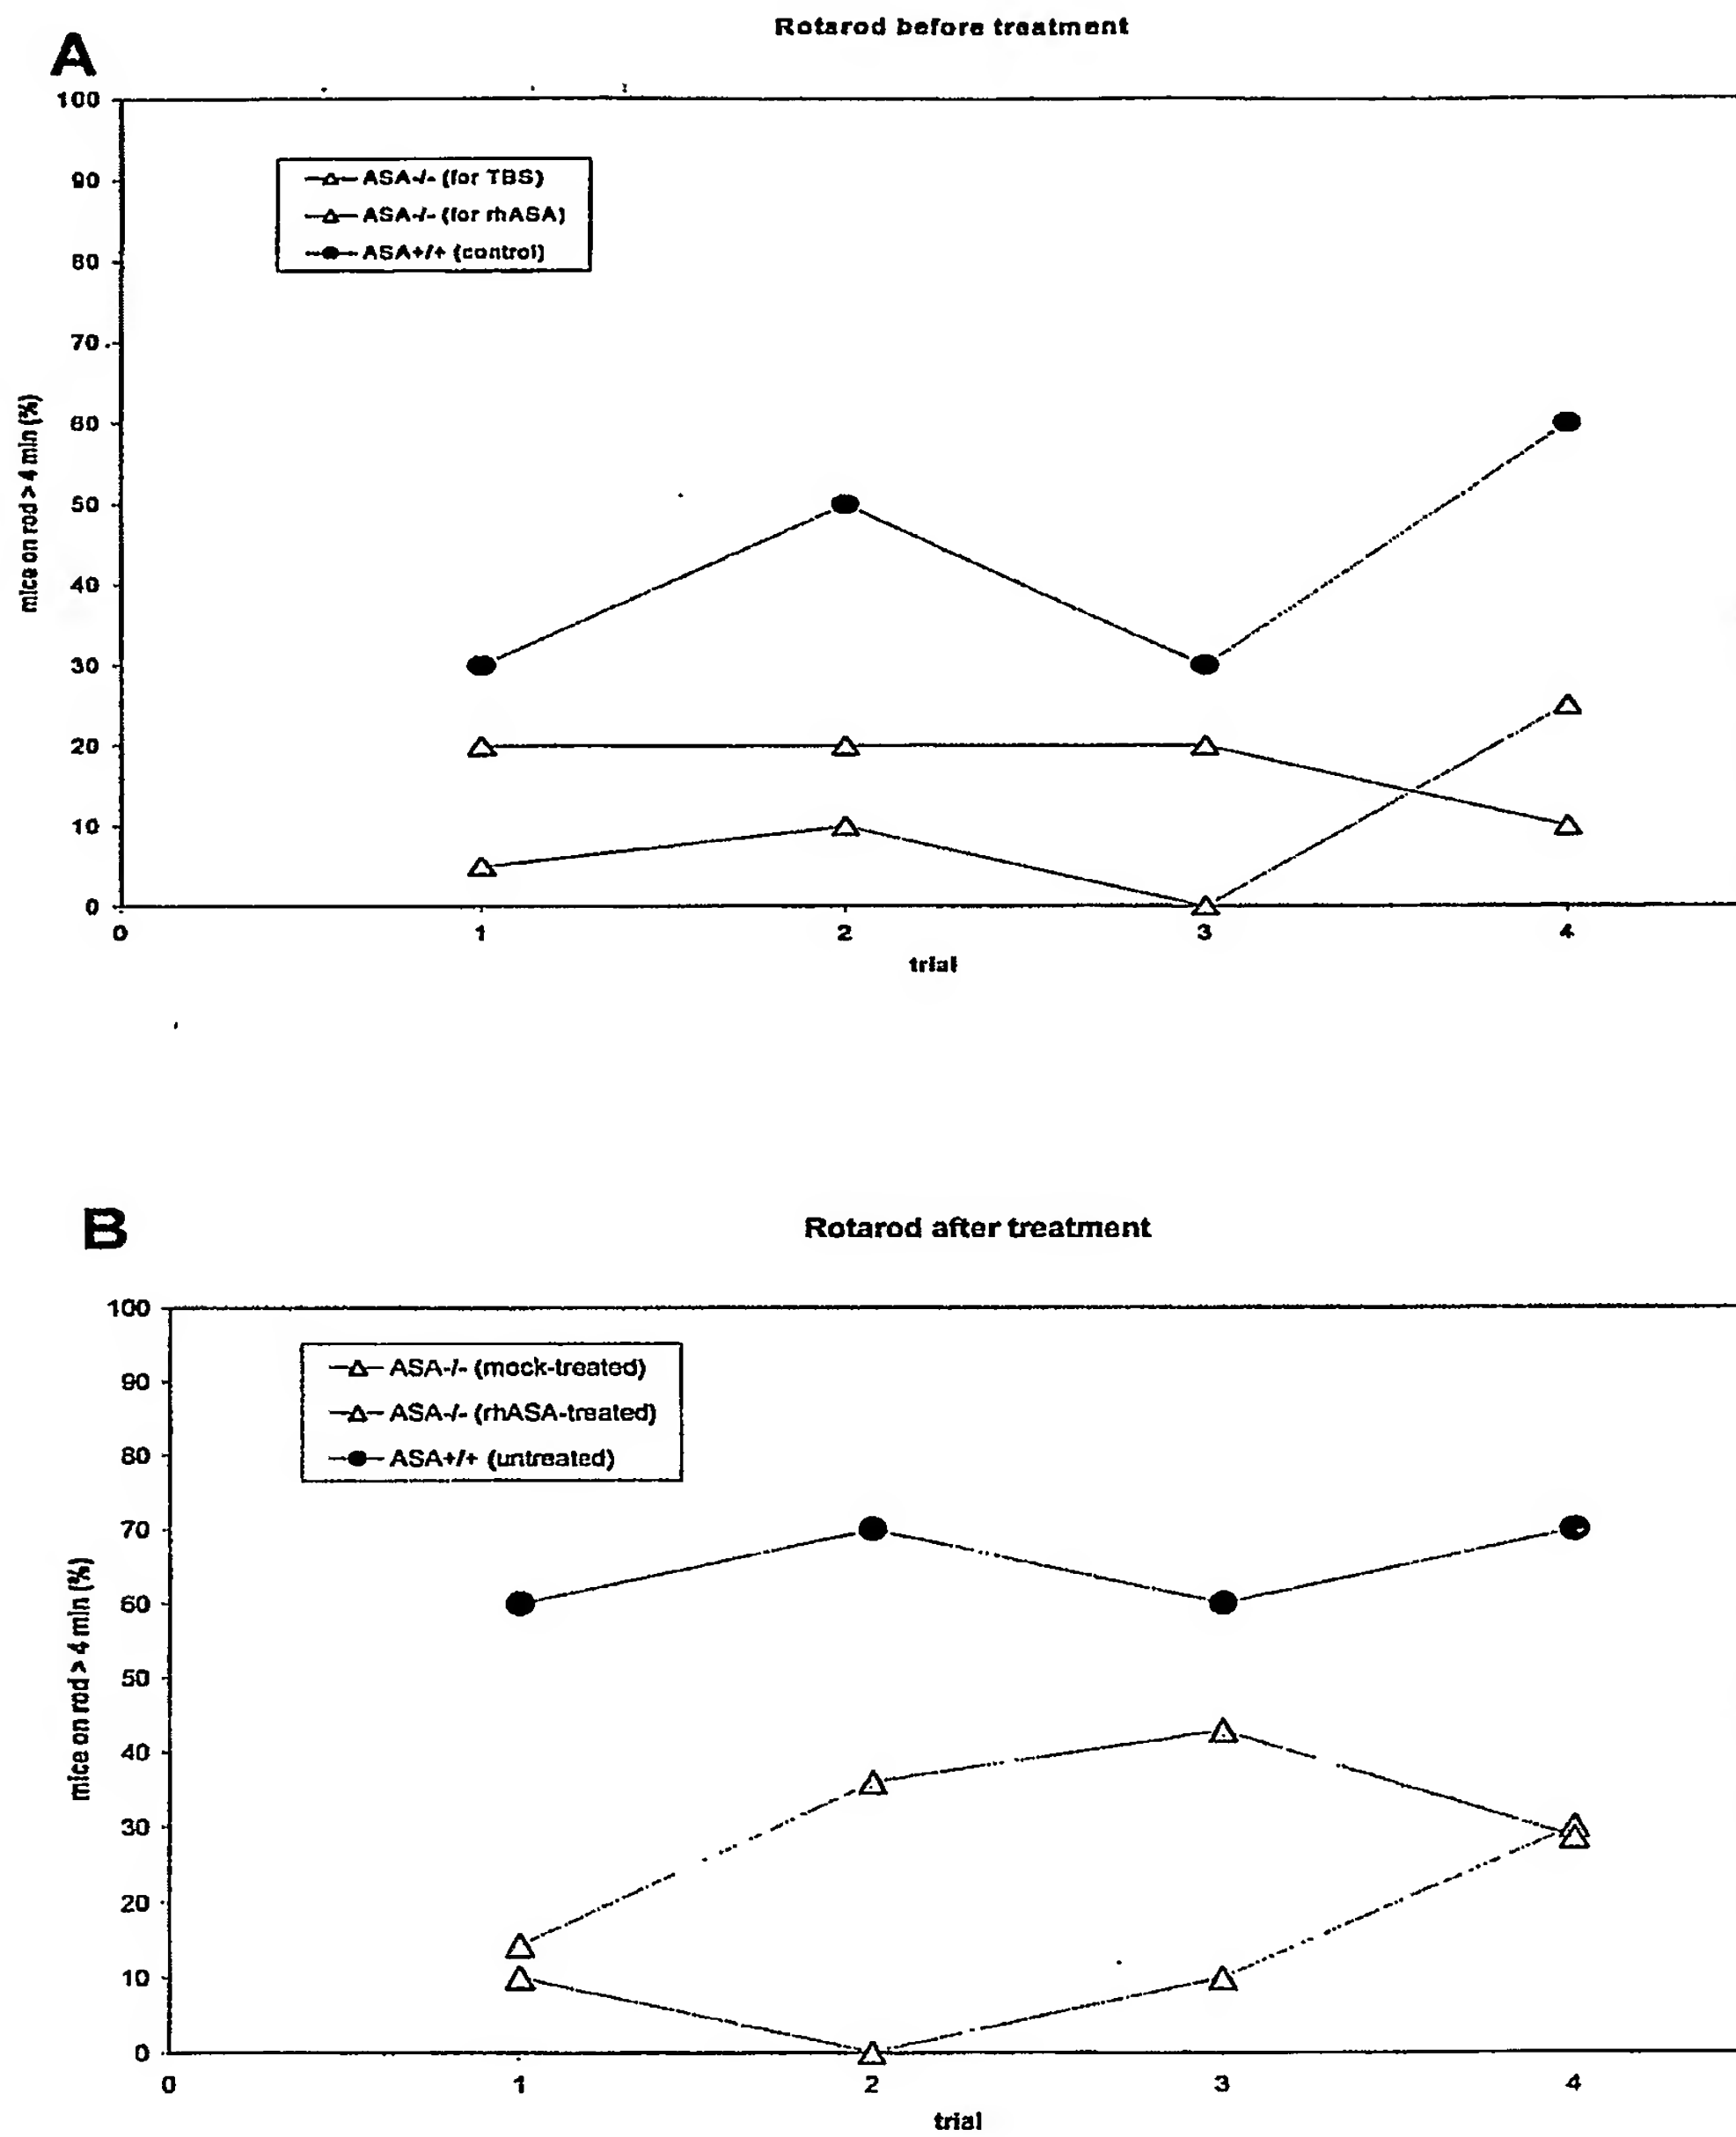 Rotarod before treatment
A
100
90
80
70
60
50
40
30
20
10
0
ASA-/- (for TBS)
ASA-/- (for rhASA)
ASA+/+ (control)
mice on rod > 4 min (%)
0 1 2 3 4
trial
B
Rotarod after treatment
100
90
80
70
60
50
40
30
20
10
0
ASA-/- (mock-treated)
ASA-/- (rhASA-treated)
ASA+/+ (untreated)
mice on rod > 4 min (%)
0 1 2 3 4
trial